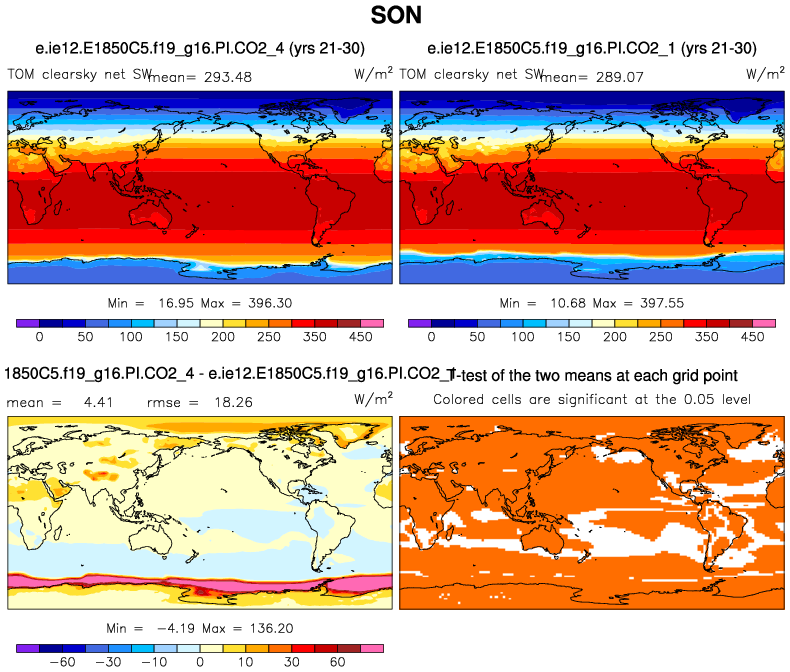 SON
e.ie12.E1850C5.f19_g16.PI.CO2_4 (yrs 21-30)
TOM clearsky net SW mean= 293.48 W/m²
Min = 16.95 Max = 396.30
0 50 100 150 200 250 300 350 450
e.ie12.E1850C5.f19_g16.PI.CO2_1 (yrs 21-30)
TOM clearsky net SW mean= 289.07 W/m²
Min = 10.68 Max = 397.55
0 50 100 150 200 250 300 350 450
1850C5.f19_g16.PI.CO2_4 - e.ie12.E1850C5.f19_g16.PI.CO2_1
mean = 4.41 rmse = 18.26 W/m²
Min = -4.19 Max = 136.20
-60 -30 -10 0 10 30 60
T-test of the two means at each grid point
Colored cells are significant at the 0.05 level